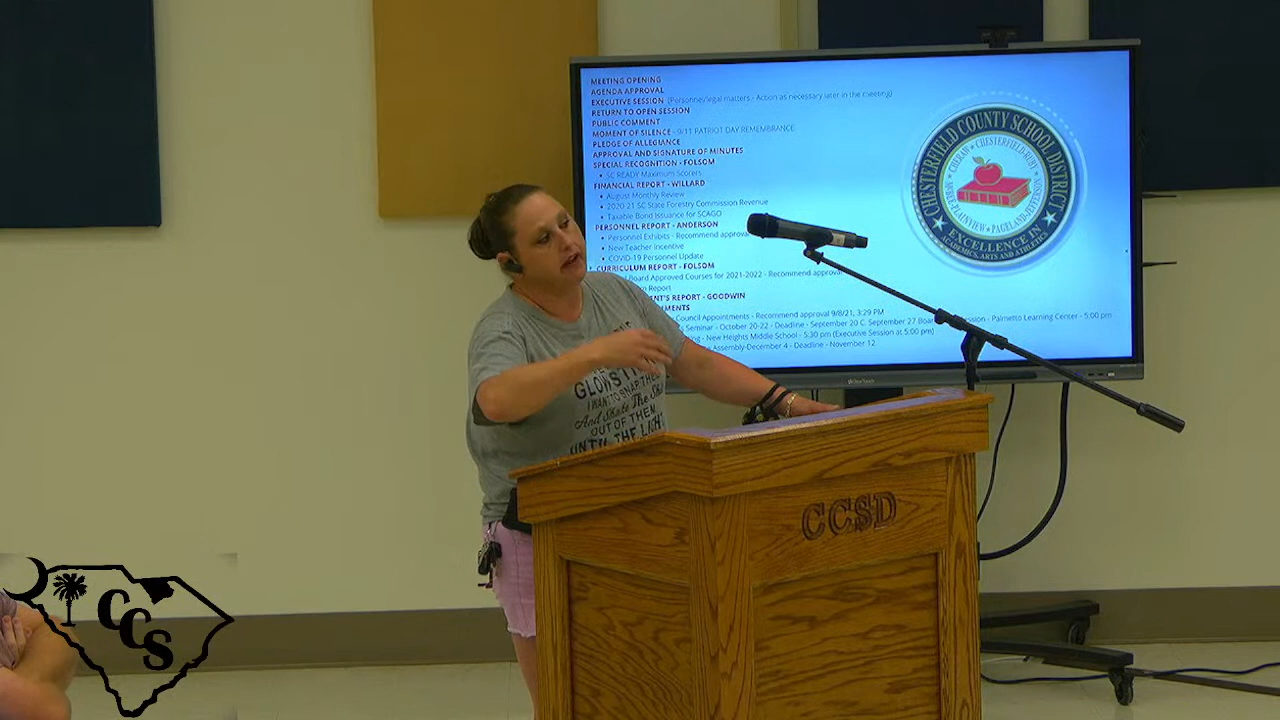 MEETING OPENING
AGENDA APPROVAL
EXECUTIVE SESSION (Personnel/legal matters - Action as necessary later in the meeting)
RETURN TO OPEN SESSION
PUBLIC COMMENT
MOMENT OF SILENCE - 9/11 PATRIOT DAY REMEMBRANCE
PLEDGE OF ALLEGIANCE
APPROVAL AND SIGNATURE OF MINUTES
SPECIAL RECOGNITION - FOLSOM
• SC READY Maximum Scorers
FINANCIAL REPORT - WILLARD
• August Monthly Review
• 2020-21 SC State Forestry Commission Revenue
• Taxable Bond Issuance for SCAGO
PERSONNEL REPORT - ANDERSON
• Personnel Exhibits - Recommend approval
• New Teacher Incentive
• COVID-19 Personnel Update
CURRICULUM REPORT - FOLSOM
Board Approved Courses for 2021-2022 - Recommend approval
Report
REPORT - GOODWIN
Council Appointments - Recommend approval 9/8/21, 3:29 PM
Seminar - October 20-22 - Deadline - September 20 C. September 27 - Palmetto Learning Center - 5:00 pm
- New Heights Middle School - 5:30 pm (Executive Session at 5:00 pm)
Assembly-December 4 - Deadline - November 12
CHESTERFIELD COUNTY SCHOOL DISTRICT
CHERAW
CHESTERFIELD-RUBY
MCBEE-PLAINVIEW
PAGELAND-JEFFERSON
EXCELLENCE IN
ACADEMICS, ARTS AND ATHLETICS
I WANT TO SNAP THEM
And Shake The
OUT OF THEM
UNTIL THE LIGHT
CCSD
CCS